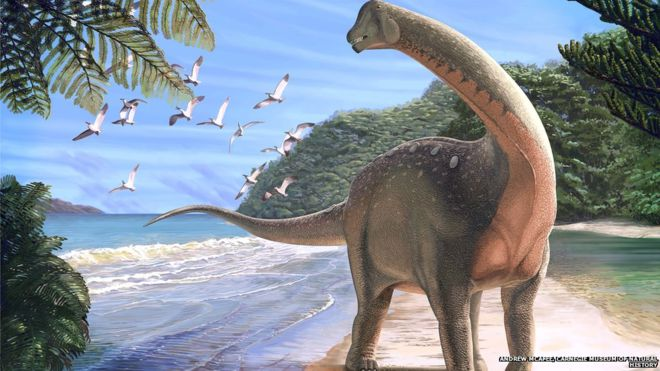 ANDREW MCAFEE/CARNEGIE MUSEUM OF NATURAL
HISTORY